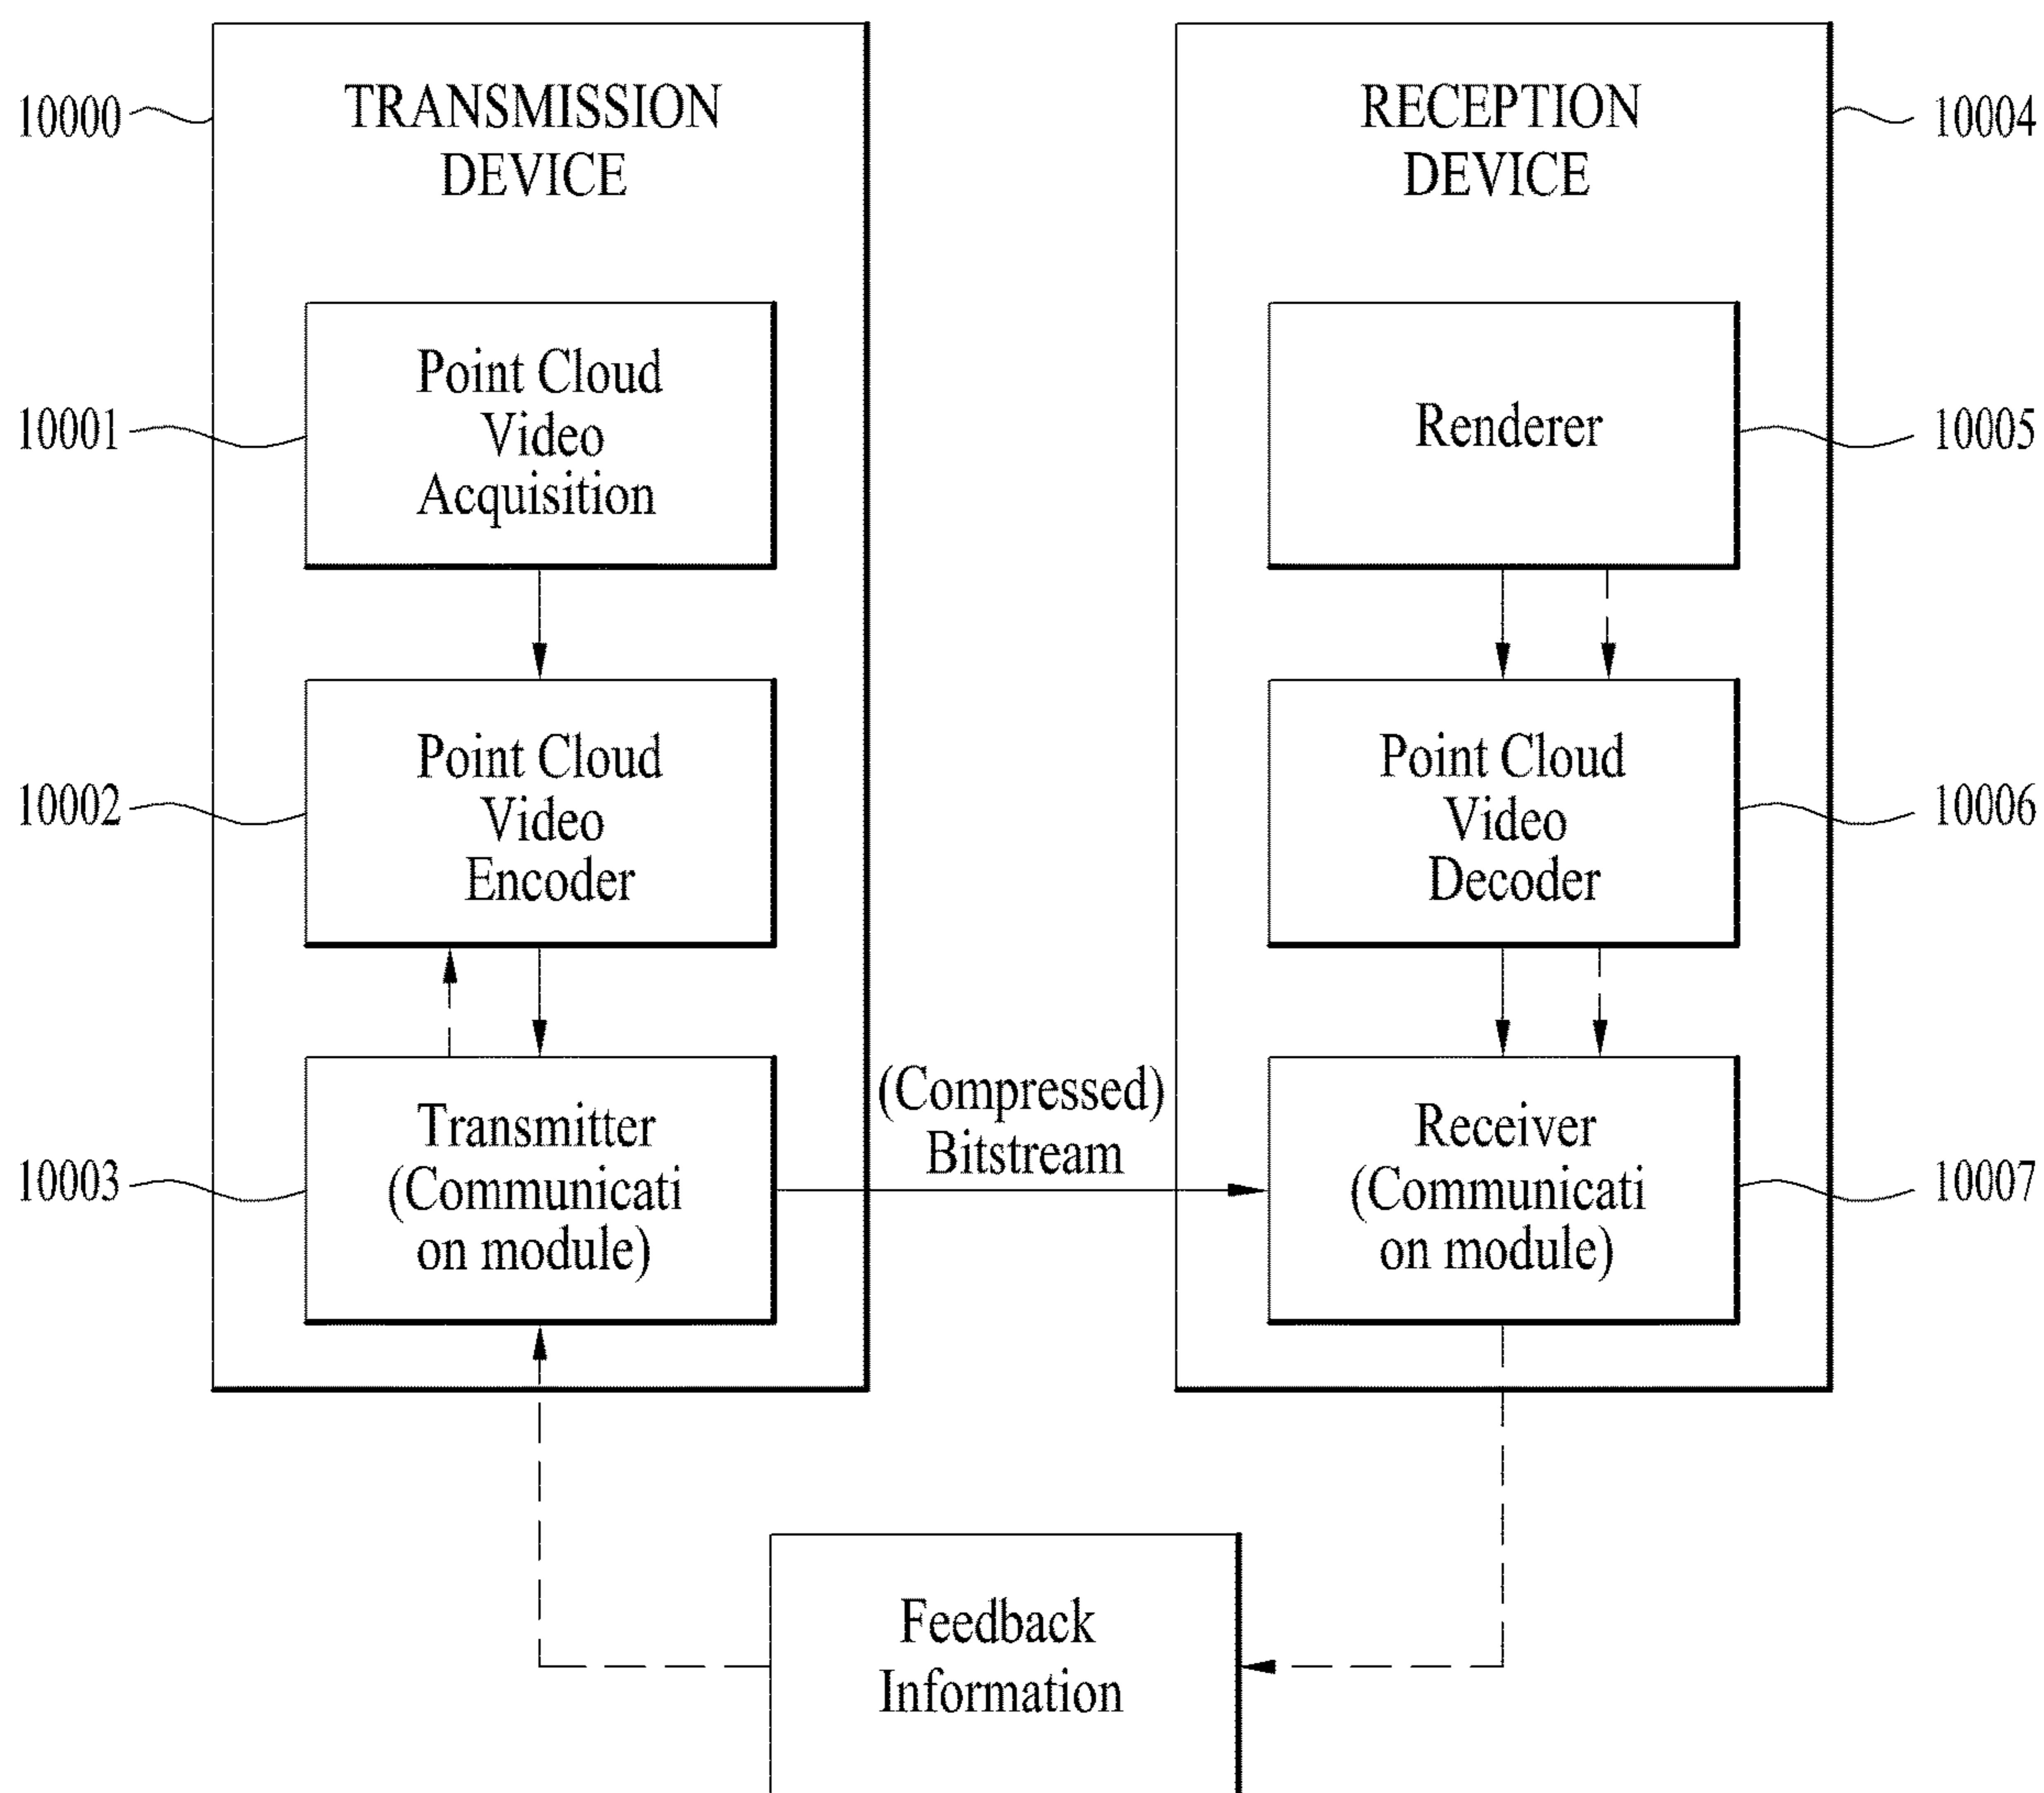 TRANSMISSION
DEVICE
10000
Point Cloud
Video
Acquisition
10001
Point Cloud
Video
Encoder
10002
Transmitter
(Communicati
on module)
10003
(Compressed)
Bitstream
RECEPTION
DEVICE
10004
Renderer
10005
Point Cloud
Video
Decoder
10006
Receiver
(Communicati
on module)
10007
Feedback
Information